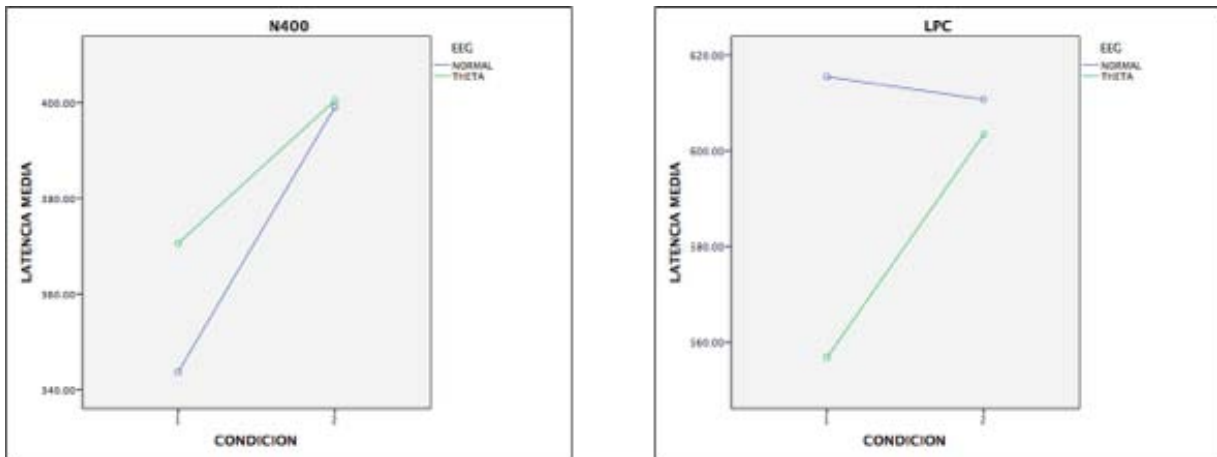 N400
EEG
NORMAL
THETA
400.00
380.00
360.00
340.00
LATENCIA MEDIA
1
2
CONDICION
LPC
EEG
NORMAL
THETA
620.00
600.00
580.00
560.00
LATENCIA MEDIA
1
2
CONDICION